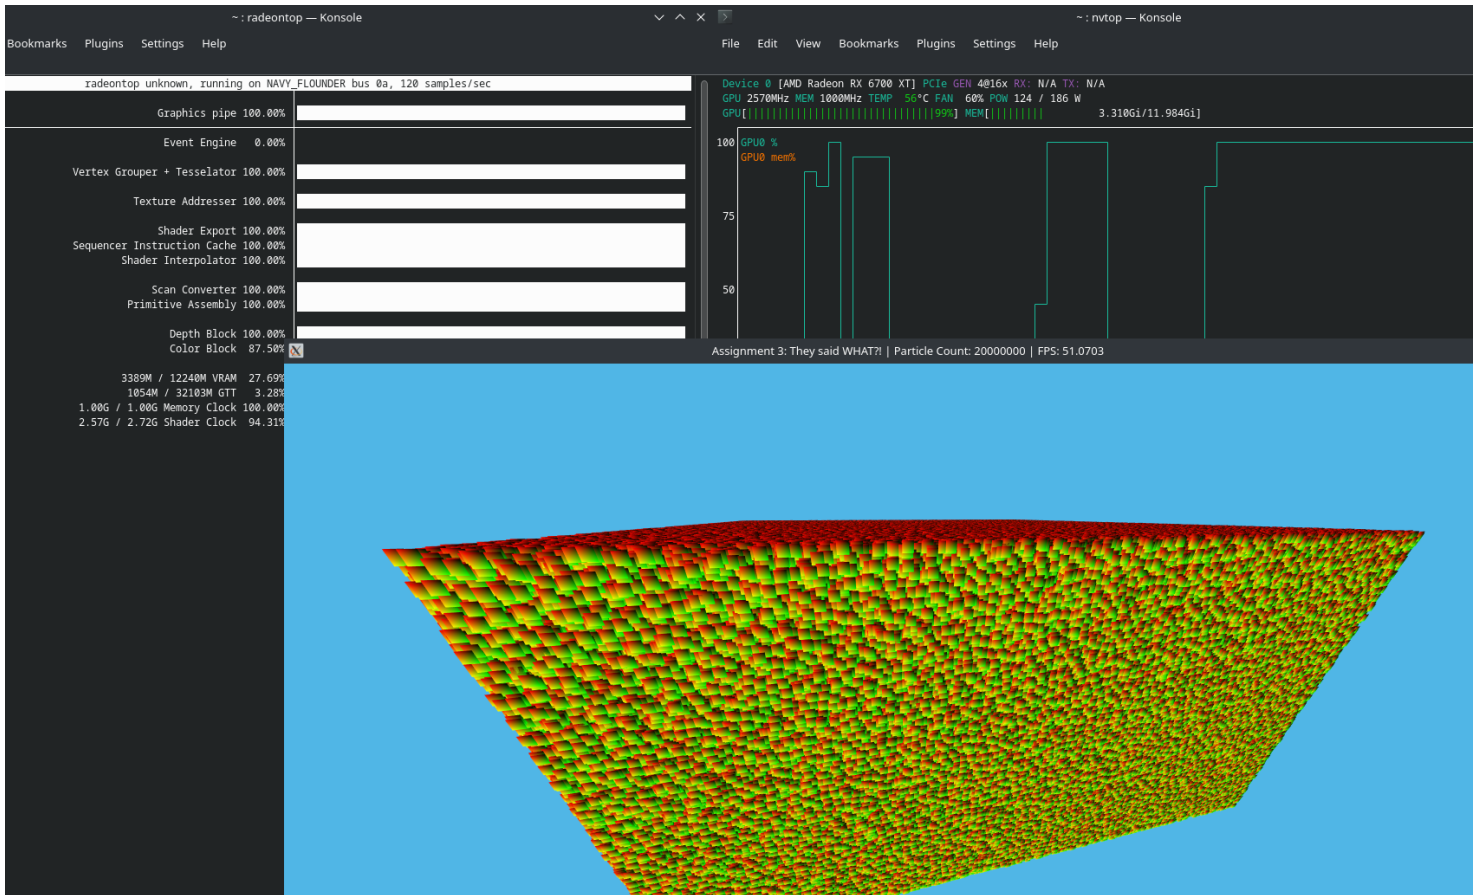 ~ : radeontop — Konsole
Bookmarks Plugins Settings Help
radeontop unknown, running on NAVY_FLOUNDER bus 0a, 120 samples/sec
Graphics pipe 100.00%
Event Engine 0.00%
Vertex Grouper + Tesselator 100.00%
Texture Addresser 100.00%
Shader Export 100.00%
Sequencer Instruction Cache 100.00%
Shader Interpolator 100.00%
Scan Converter 100.00%
Primitive Assembly 100.00%
Depth Block 100.00%
Color Block 87.50%
3389M / 12240M VRAM 27.69%
1054M / 32103M GTT 3.28%
1.00G / 1.00G Memory Clock 100.00%
2.57G / 2.72G Shader Clock 94.31%
~ : nvtop — Konsole
File Edit View Bookmarks Plugins Settings Help
Device 0 [AMD Radeon RX 6700 XT] PCIe GEN 4@16x RX: N/A TX: N/A
GPU 2570MHz MEM 1000MHz TEMP 56°C FAN 60% POW 124 / 186 W
GPU[|||||||||||||||||||||||||||||||99%] MEM[||||||||| 3.310Gi/11.984Gi]
100 GPU0 %
GPU0 mem%
75
50
Assignment 3: They said WHAT?! | Particle Count: 20000000 | FPS: 51.0703